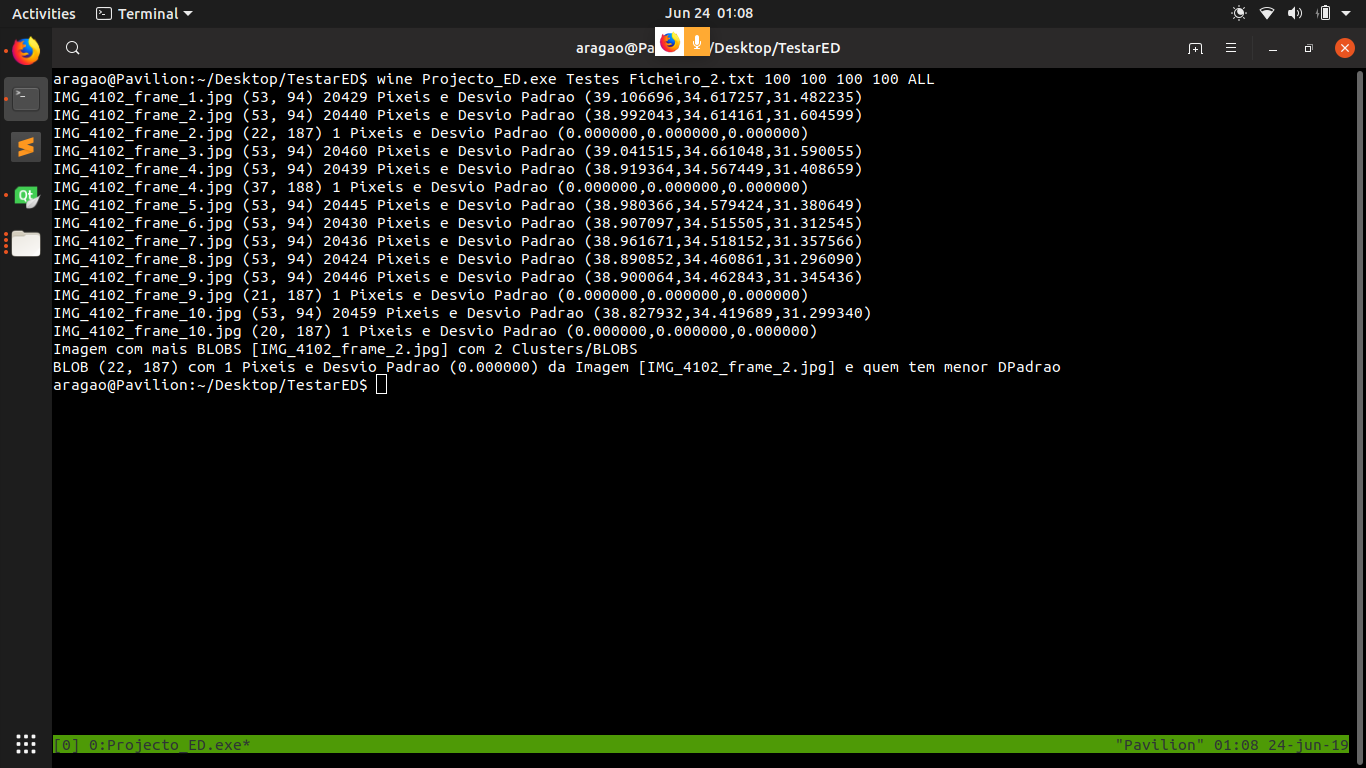 Activities Terminal Jun 24 01:08
aragao@Pa /Desktop/TestarED
aragao@Pavilion:~/Desktop/TestarED$ wine Projecto_ED.exe Testes Ficheiro_2.txt 100 100 100 100 ALL
IMG_4102_frame_1.jpg (53, 94) 20429 Pixeis e Desvio Padrao (39.106696,34.617257,31.482235)
IMG_4102_frame_2.jpg (53, 94) 20440 Pixeis e Desvio Padrao (38.992043,34.614161,31.604599)
IMG_4102_frame_2.jpg (22, 187) 1 Pixeis e Desvio Padrao (0.000000,0.000000,0.000000)
IMG_4102_frame_3.jpg (53, 94) 20460 Pixeis e Desvio Padrao (39.041515,34.661048,31.590055)
IMG_4102_frame_4.jpg (53, 94) 20439 Pixeis e Desvio Padrao (38.919364,34.567449,31.408659)
IMG_4102_frame_4.jpg (37, 188) 1 Pixeis e Desvio Padrao (0.000000,0.000000,0.000000)
IMG_4102_frame_5.jpg (53, 94) 20445 Pixeis e Desvio Padrao (38.980366,34.579424,31.380649)
IMG_4102_frame_6.jpg (53, 94) 20430 Pixeis e Desvio Padrao (38.907097,34.515505,31.312545)
IMG_4102_frame_7.jpg (53, 94) 20436 Pixeis e Desvio Padrao (38.961671,34.518152,31.357566)
IMG_4102_frame_8.jpg (53, 94) 20424 Pixeis e Desvio Padrao (38.890852,34.460861,31.296090)
IMG_4102_frame_9.jpg (53, 94) 20446 Pixeis e Desvio Padrao (38.900064,34.462843,31.345436)
IMG_4102_frame_9.jpg (21, 187) 1 Pixeis e Desvio Padrao (0.000000,0.000000,0.000000)
IMG_4102_frame_10.jpg (53, 94) 20459 Pixeis e Desvio Padrao (38.827932,34.419689,31.299340)
IMG_4102_frame_10.jpg (20, 187) 1 Pixeis e Desvio Padrao (0.000000,0.000000,0.000000)
Imagem com mais BLOBS [IMG_4102_frame_2.jpg] com 2 Clusters/BLOBS
BLOB (22, 187) com 1 Pixeis e Desvio_Padrao (0.000000) da Imagem [IMG_4102_frame_2.jpg] e quem tem menor DPadrao
aragao@Pavilion:~/Desktop/TestarED$
[0] 0:Projecto_ED.exe* "Pavilion" 01:08 24-jun-19